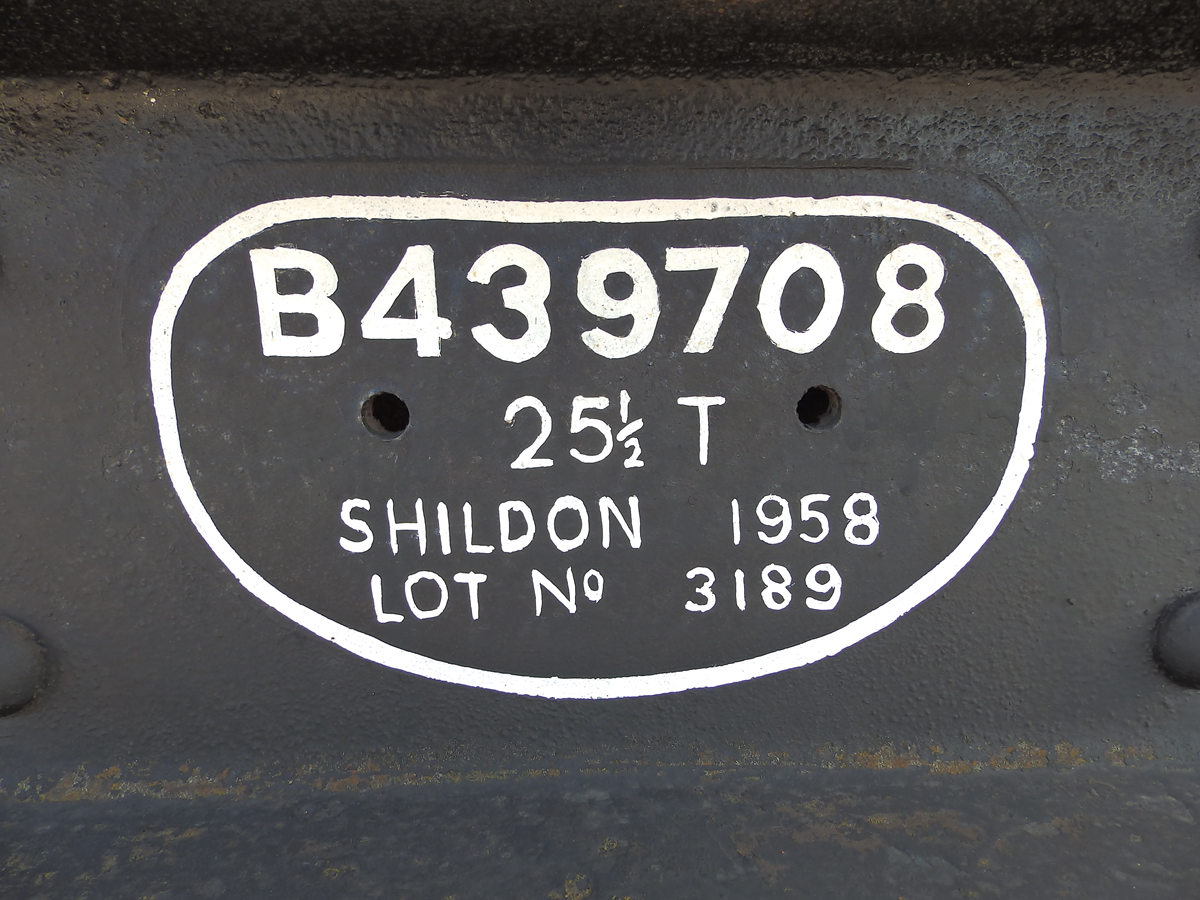 B439708
25½ T
SHILDON 1958
LOT Nº 3189